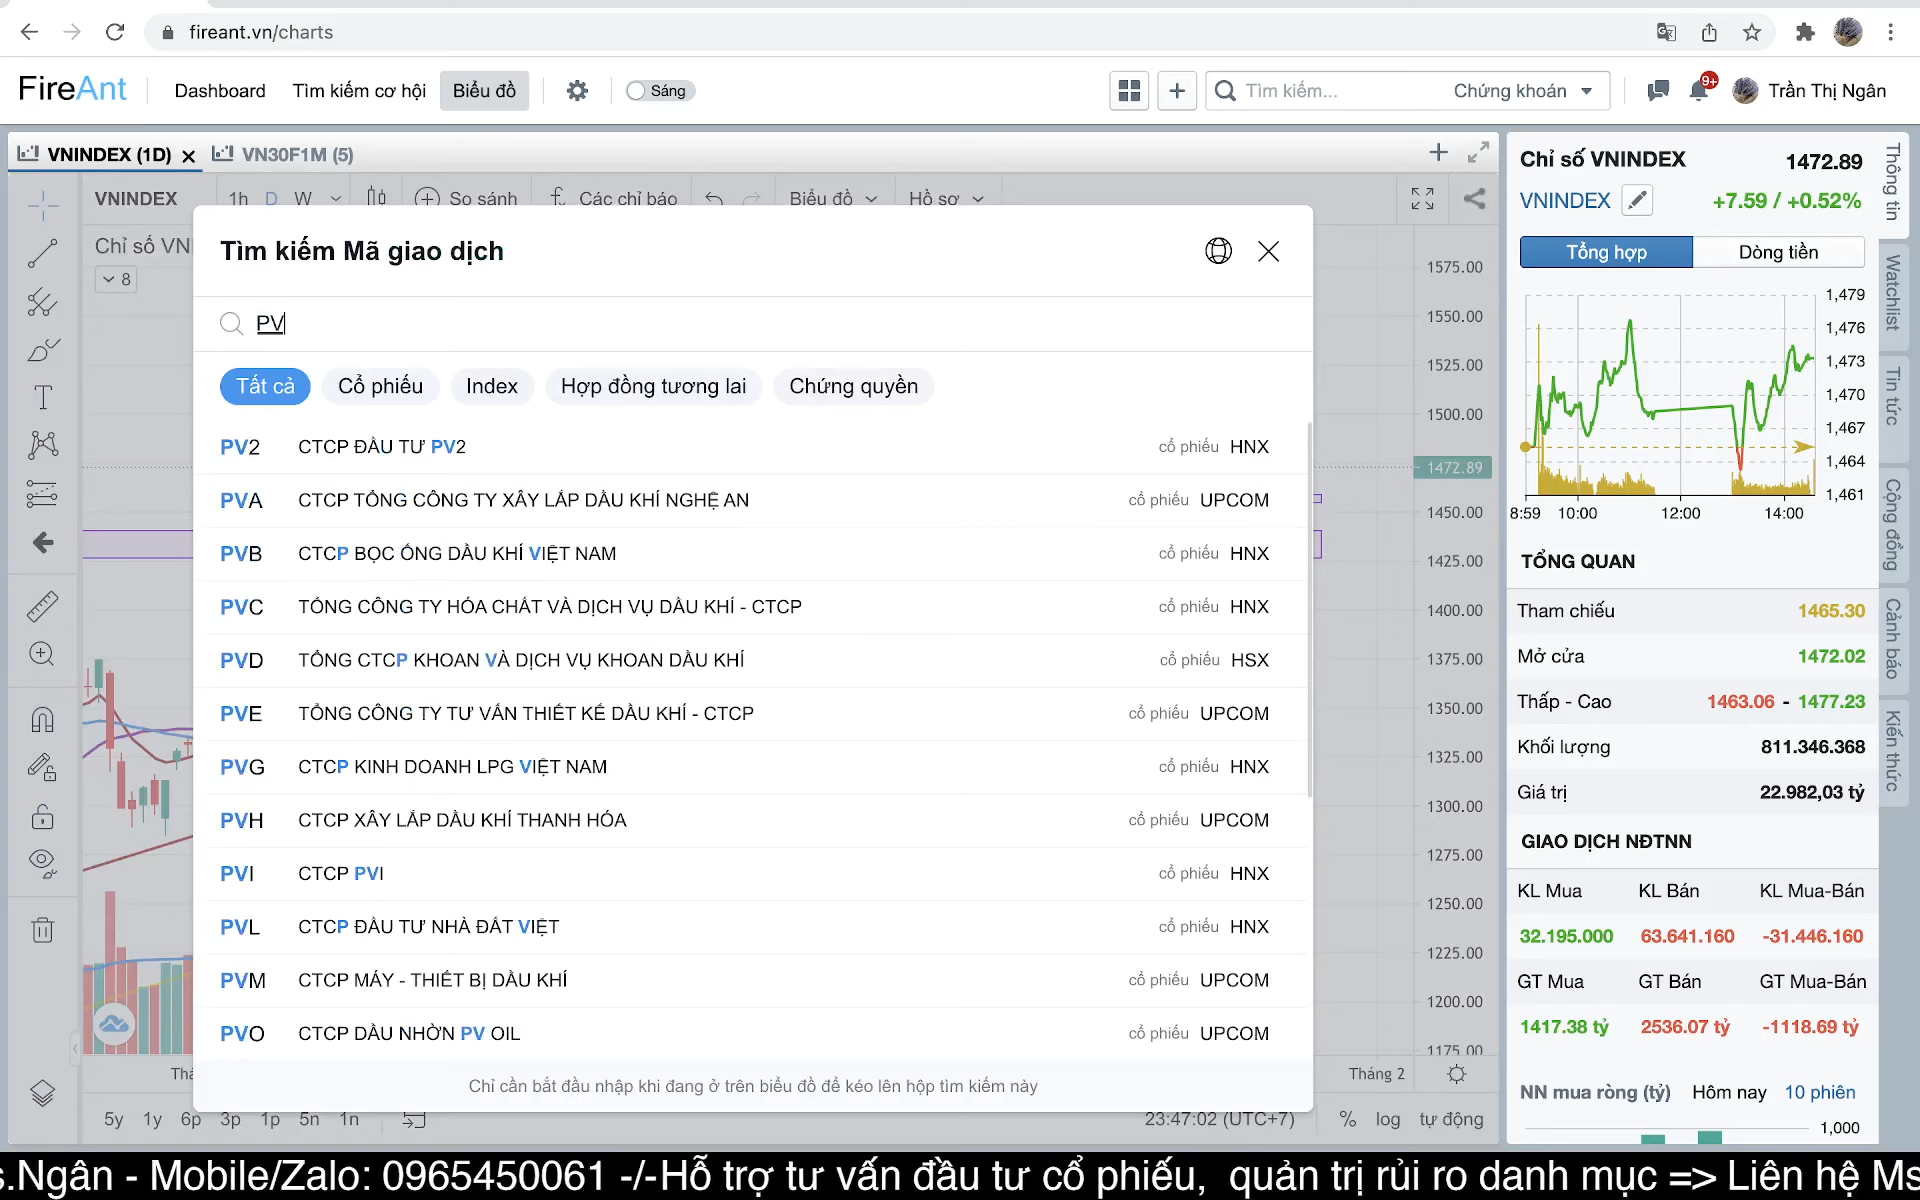 fireant.vn/charts
FireAnt
Dashboard
Tìm kiếm cơ hội
Biểu đồ
Sáng
Tìm kiếm...
Chứng khoán
9+
Trần Thị Ngân
VNINDEX (1D)
VN30F1M (5)
VNINDEX
1h D W
So sánh
Các chỉ báo
Biểu đồ
Hồ sơ
Chỉ số VNI
8
Tìm kiếm Mã giao dịch
PV
Tất cả
Cổ phiếu
Index
Hợp đồng tương lai
Chứng quyền
PV2 CTCP ĐẦU TƯ PV2 cổ phiếu HNX
PVA CTCP TỔNG CÔNG TY XÂY LẮP DẦU KHÍ NGHỆ AN cổ phiếu UPCOM
PVB CTCP BỌC ỐNG DẦU KHÍ VIỆT NAM cổ phiếu HNX
PVC TỔNG CÔNG TY HÓA CHẤT VÀ DỊCH VỤ DẦU KHÍ - CTCP cổ phiếu HNX
PVD TỔNG CTCP KHOAN VÀ DỊCH VỤ KHOAN DẦU KHÍ cổ phiếu HSX
PVE TỔNG CÔNG TY TƯ VẤN THIẾT KẾ DẦU KHÍ - CTCP cổ phiếu UPCOM
PVG CTCP KINH DOANH LPG VIỆT NAM cổ phiếu HNX
PVH CTCP XÂY LẮP DẦU KHÍ THANH HÓA cổ phiếu UPCOM
PVI CTCP PVI cổ phiếu HNX
PVL CTCP ĐẦU TƯ NHÀ ĐẤT VIỆT cổ phiếu HNX
PVM CTCP MÁY - THIẾT BỊ DẦU KHÍ cổ phiếu UPCOM
PVO CTCP DẦU NHỜN PV OIL cổ phiếu UPCOM
Chỉ cần bắt đầu nhập khi đang ở trên biểu đồ để kéo lên hộp tìm kiếm này
1575.00
1550.00
1525.00
1500.00
1472.89
1450.00
1425.00
1400.00
1375.00
1350.00
1325.00
1300.00
1275.00
1250.00
1225.00
1200.00
1175.00
Thá
Tháng 2
5y 1y 6p 3p 1p 5n 1n
23:47:02 (UTC+7)
% log tự động
Chỉ số VNINDEX 1472.89
VNINDEX +7.59 / +0.52%
Tổng hợp
Dòng tiền
1,479
1,476
1,473
1,470
1,467
1,464
1,461
8:59 10:00 12:00 14:00
TỔNG QUAN
Tham chiếu 1465.30
Mở cửa 1472.02
Thấp - Cao 1463.06 - 1477.23
Khối lượng 811.346.368
Giá trị 22.982,03 tỷ
GIAO DỊCH NĐTNN
KL Mua KL Bán KL Mua-Bán
32.195.000 63.641.160 -31.446.160
GT Mua GT Bán GT Mua-Bán
1417.38 tỷ 2536.07 tỷ -1118.69 tỷ
NN mua ròng (tỷ) Hôm nay 10 phiên
1,000
Thông tin
Watchlist
Tin tức
Cộng đồng
Cảnh báo
Kiến thức
s.Ngân - Mobile/Zalo: 0965450061 -/-Hỗ trợ tư vấn đầu tư cổ phiếu, quản trị rủi ro danh mục => Liên hệ Ms